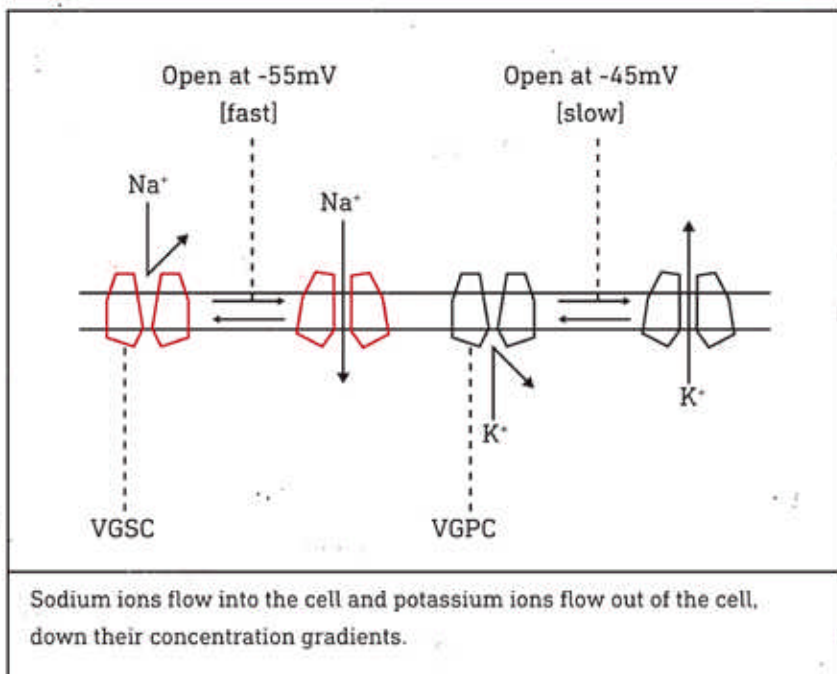 Open at -55mV
[fast]
Open at -45mV
[slow]
Na⁺
Na⁺
K⁺
K⁺
VGSC
VGPC
Sodium ions flow into the cell and potassium ions flow out of the cell,
down their concentration gradients.